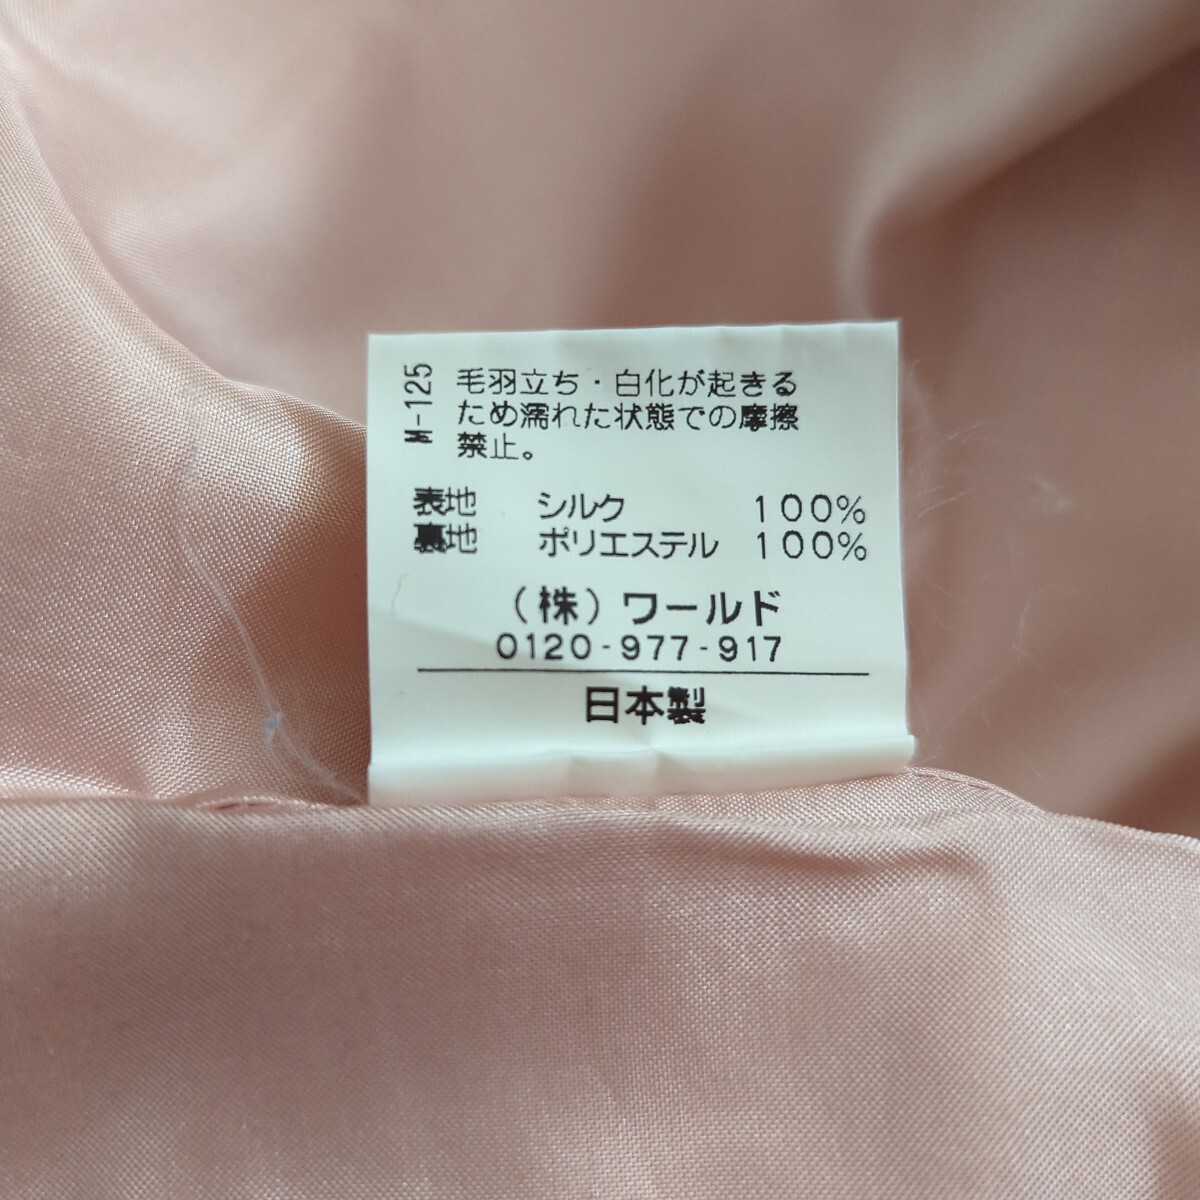 M-125
毛羽立ち・白化が起きる
ため濡れた状態での摩擦
禁止。
表地 シルク 100%
裏地 ポリエステル 100%
(株)ワールド
0120-977-917
日本製